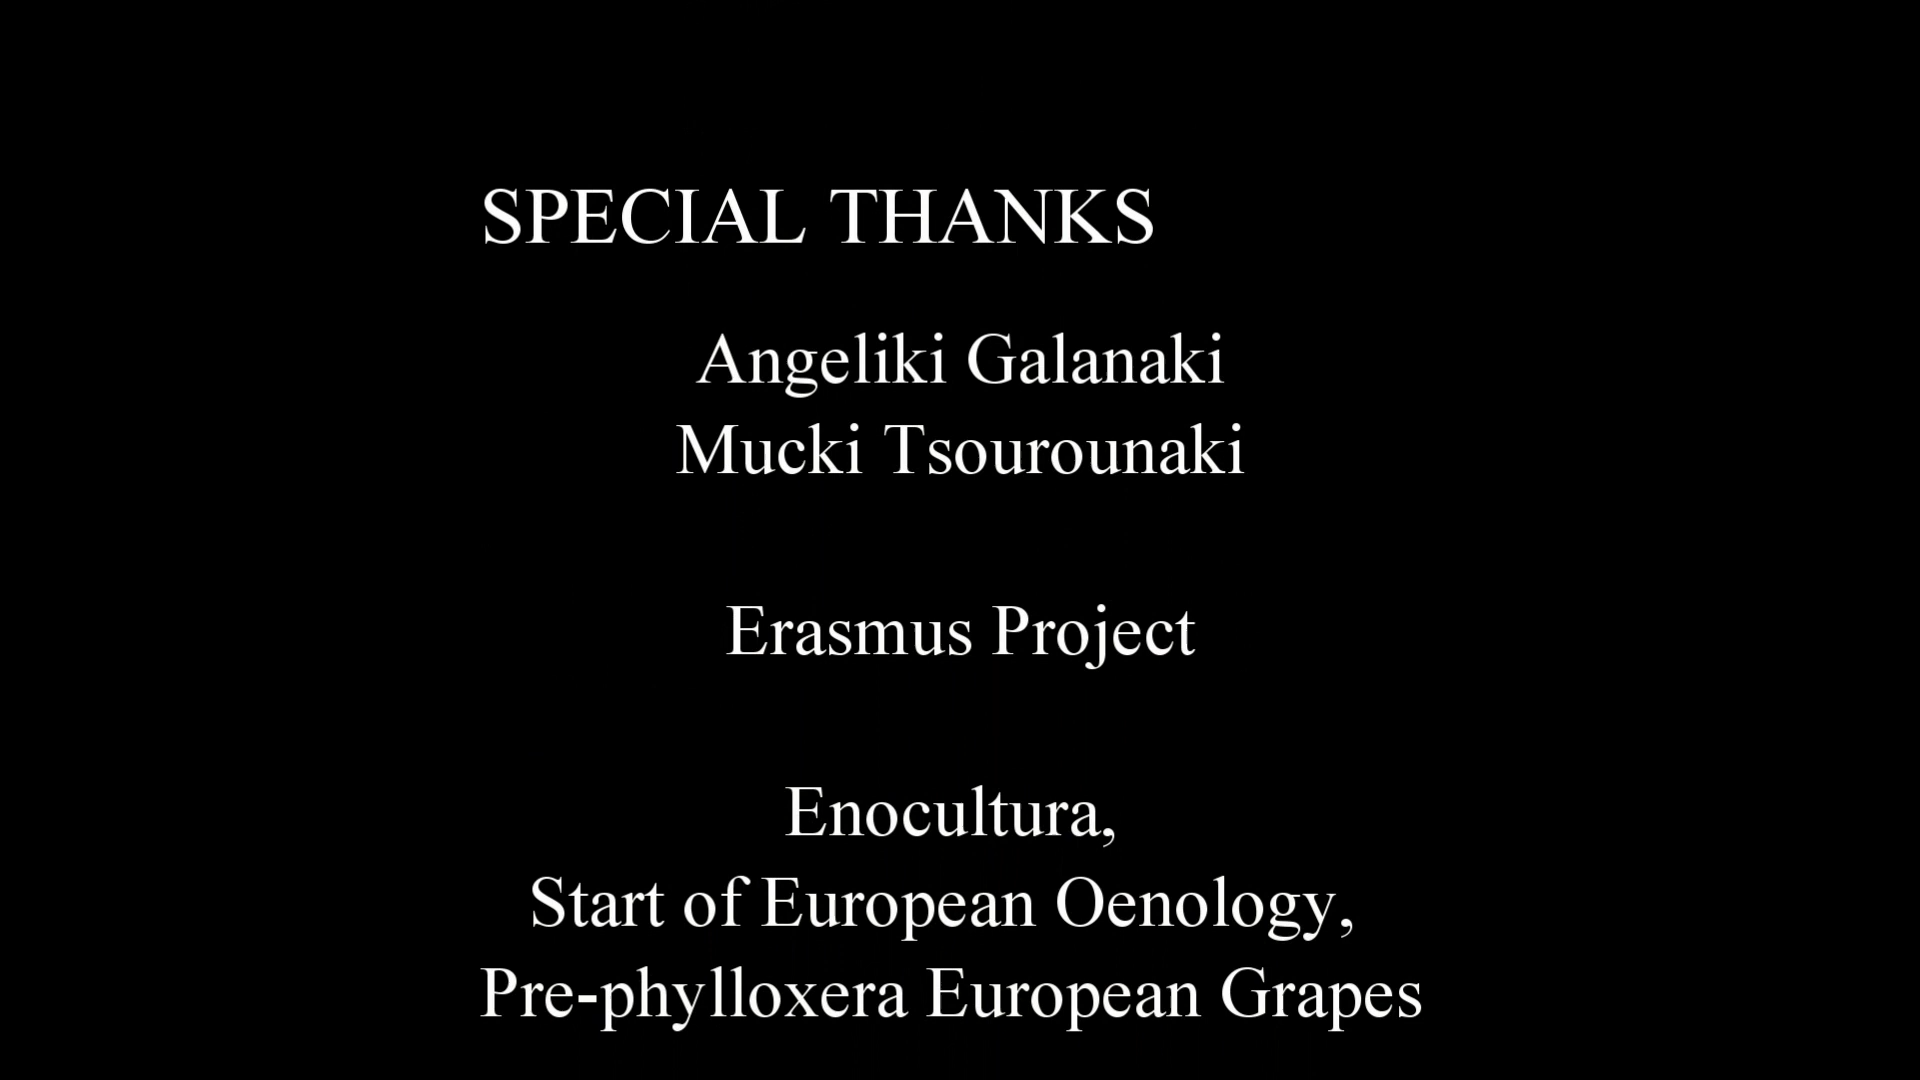 SPECIAL THANKS
Angeliki Galanaki
Mucki Tsourounaki
Erasmus Project
Enocultura,
Start of European Oenology,
Pre-phylloxera European Grapes